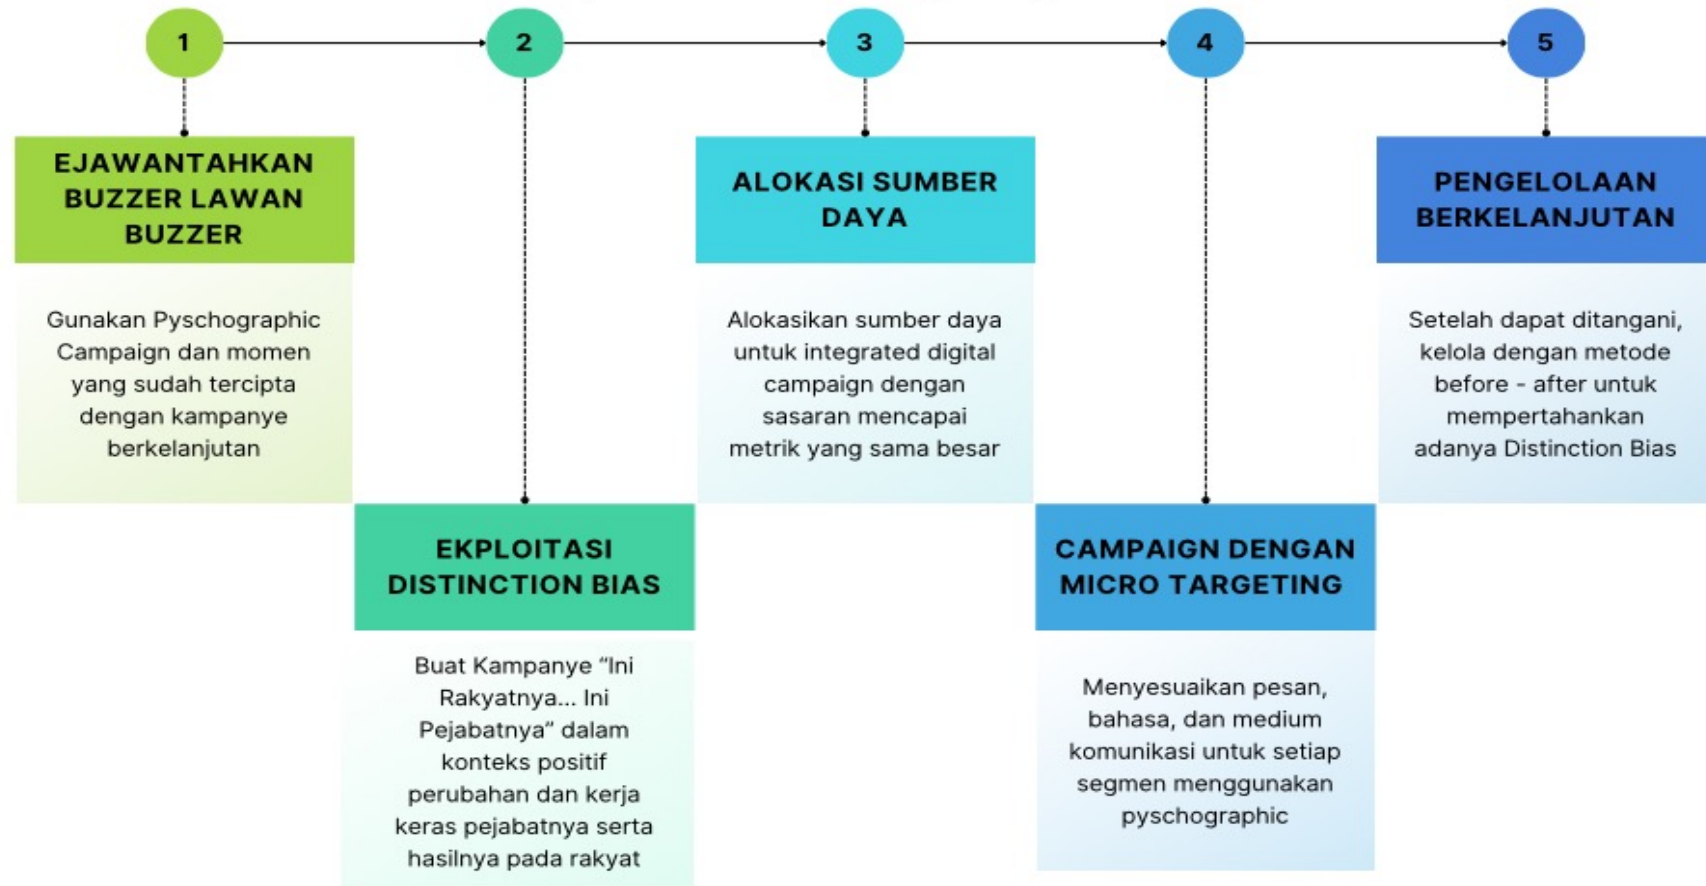 1
2
3
4
5
EJAWANTAHKAN
BUZZER LAWAN
BUZZER
Gunakan Pyschographic
Campaign dan momen
yang sudah tercipta
dengan kampanye
berkelanjutan
EKPLOITASI
DISTINCTION BIAS
Buat Kampanye “Ini
Rakyatnya... Ini
Pejabatnya” dalam
konteks positif
perubahan dan kerja
keras pejabatnya serta
hasilnya pada rakyat
ALOKASI SUMBER
DAYA
Alokasikan sumber daya
untuk integrated digital
campaign dengan
sasaran mencapai
metrik yang sama besar
CAMPAIGN DENGAN
MICRO TARGETING
Menyesuaikan pesan,
bahasa, dan medium
komunikasi untuk setiap
segmen menggunakan
pyschographic
PENGELOLAAN
BERKELANJUTAN
Setelah dapat ditangani,
kelola dengan metode
before - after untuk
mempertahankan
adanya Distinction Bias